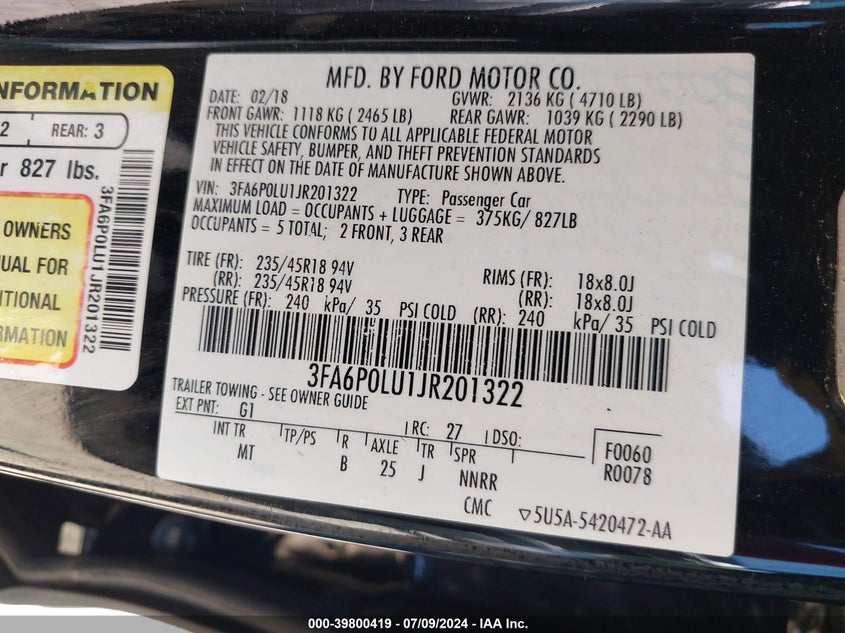 NFORMATION
2 REAR: 3
r 827 lbs.
OWNERS
UAL FOR
ITIONAL
RMATION
3FA6P0LU1JR201322
MFD. BY FORD MOTOR CO.
DATE: 02/18 GVWR: 2136 KG ( 4710 LB)
FRONT GAWR: 1118 KG ( 2465 LB) REAR GAWR: 1039 KG ( 2290 LB)
THIS VEHICLE CONFORMS TO ALL APPLICABLE FEDERAL MOTOR
VEHICLE SAFETY, BUMPER, AND THEFT PREVENTION STANDARDS
IN EFFECT ON THE DATE OF MANUFACTURE SHOWN ABOVE.
VIN: 3FA6P0LU1JR201322 TYPE: Passenger Car
MAXIMUM LOAD = OCCUPANTS + LUGGAGE = 375KG/ 827LB
OCCUPANTS = 5 TOTAL; 2 FRONT, 3 REAR
TIRE (FR): 235/45R18 94V RIMS (FR): 18x8.0J
(RR): 235/45R18 94V (RR): 18x8.0J
PRESSURE (FR): 240 kPa/ 35 PSI COLD (RR): 240 kPa/ 35 PSI COLD
3FA6P0LU1JR201322
TRAILER TOWING - SEE OWNER GUIDE
EXT PNT: G1 RC: 27 DSO: F0060
INT TR TP/PS R AXLE TR SPR R0078
MT B 25 J NNRR
CMC ▽5U5A-5420472-AA
000-39800419 / 07/09/2024 - IAA Inc.